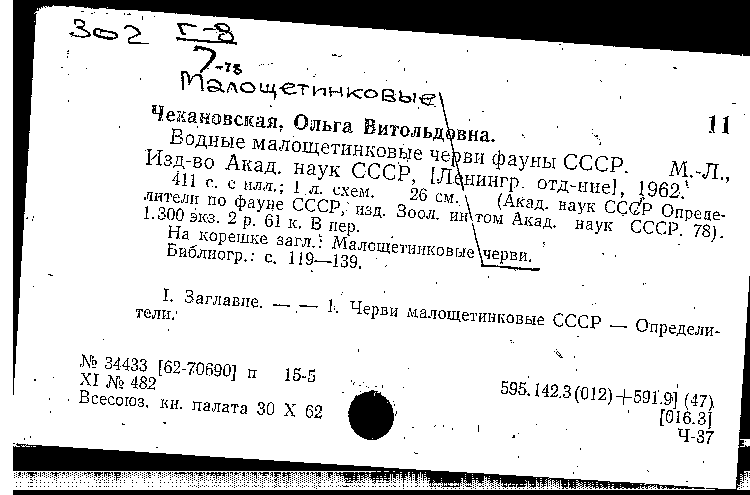 302 Г-8
7-78
Малощетинковые
11
Чекановская, Ольга Витольдовна.
Водные малощетинковые черви фауны СССР. М.-Л.,
Изд-во Акад. наук СССР, [Ленингр. отд-ние], 1962.
411 с. с илл.; 1 л. схем. 26 см. (Акад. наук СССР Опреде-
лители по фауне СССР, изд. Зоол. ин-том Акад. наук СССР. 78).
1.300 экз. 2 р. 61 к. В пер.
На корешке загл.: Малощетинковые черви.
Библиогр.: с. 119—139.
I. Заглавие. — — 1. Черви малощетинковые СССР — Определи-
тели.
№ 34433 [62-70690] п 15-5
XI № 482
Всесоюз. кн. палата 30 X 62
595.142.3(012)+591.9] (47)
[016.3]
Ч-37